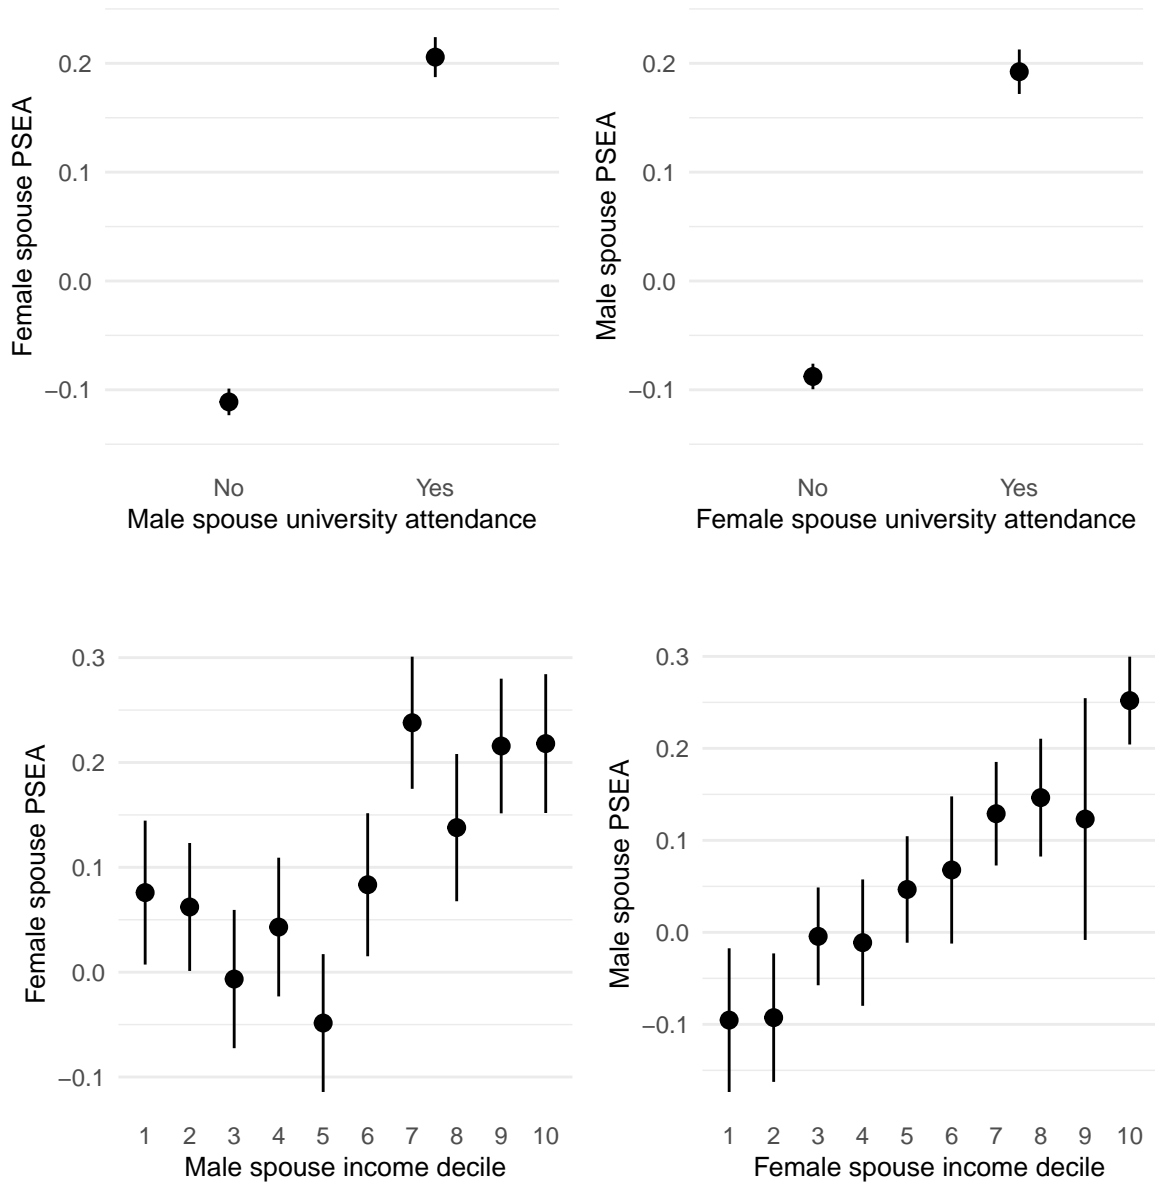 Female spouse PSEA
0.2
0.1
0.0
−0.1
No Yes
Male spouse university attendance
Male spouse PSEA
0.2
0.1
0.0
−0.1
No Yes
Female spouse university attendance
Female spouse PSEA
0.3
0.2
0.1
0.0
−0.1
1 2 3 4 5 6 7 8 9 10
Male spouse income decile
Male spouse PSEA
0.3
0.2
0.1
0.0
−0.1
1 2 3 4 5 6 7 8 9 10
Female spouse income decile